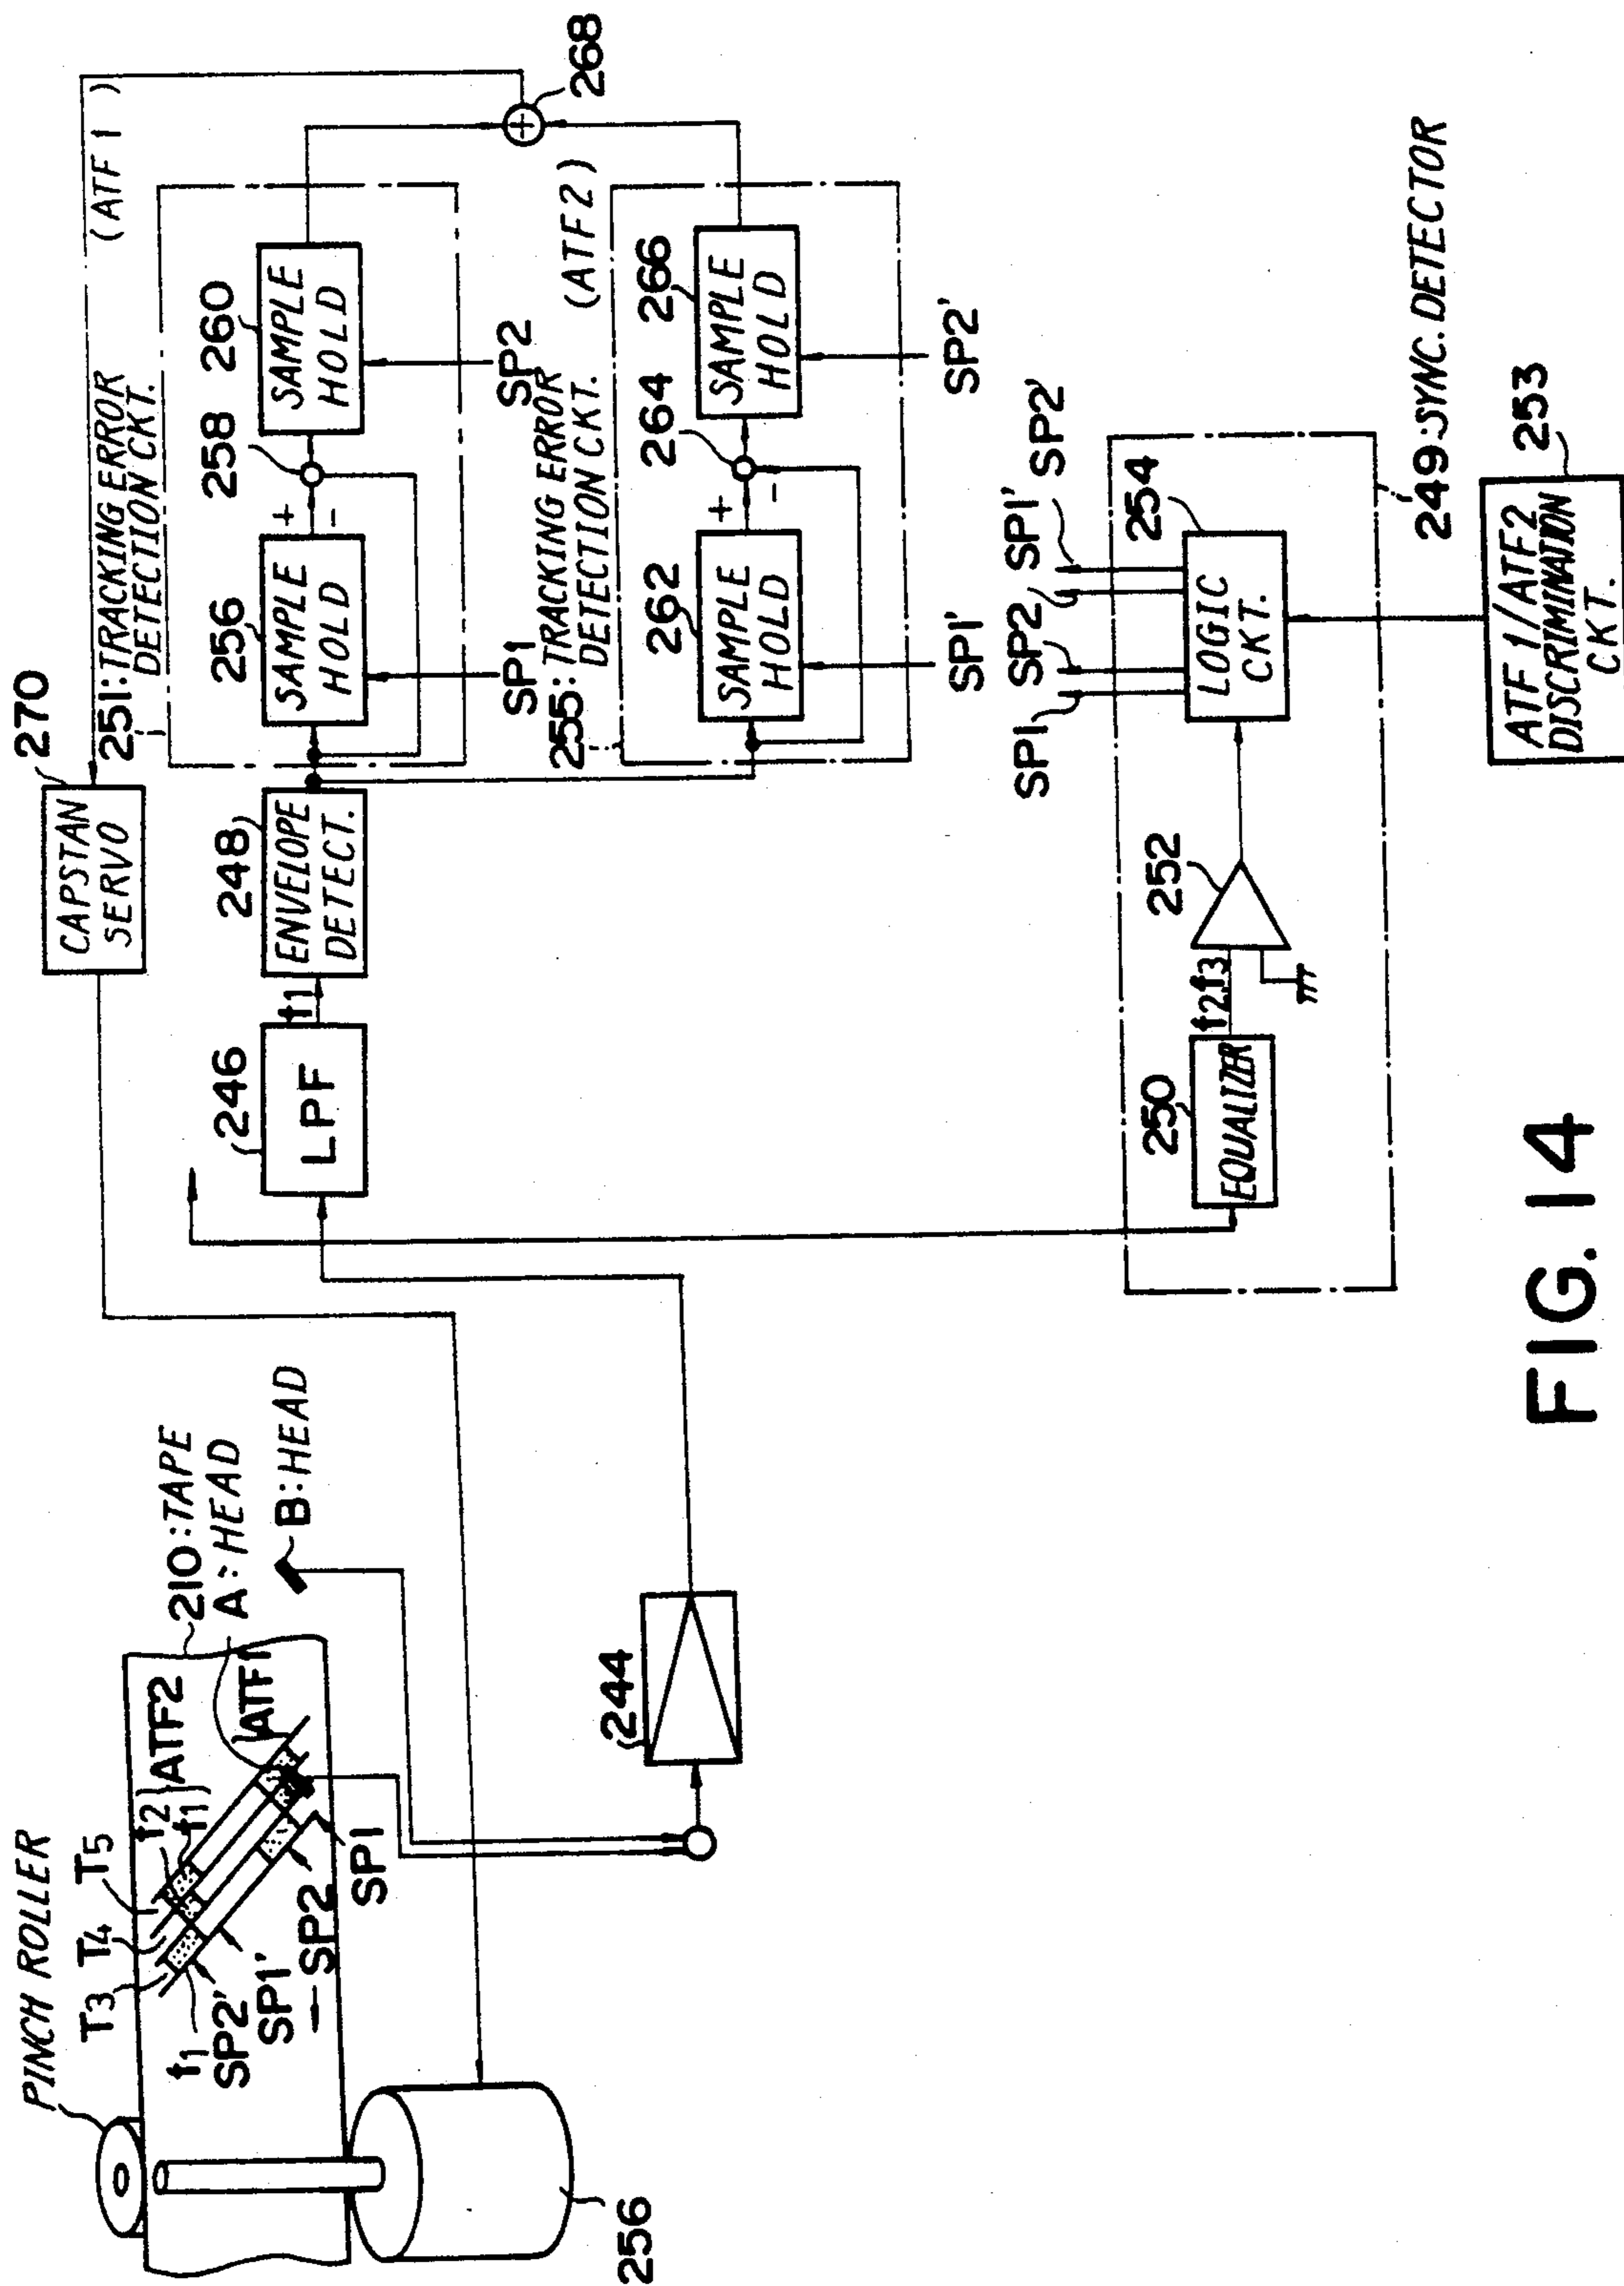 PINCH ROLLER
T3
T4
T5
f2
f1
ATF2
ATF1
210:TAPE
A:HEAD
B:HEAD
f1
SP2'
SP1'
SP2
SP1
256
244
270
CAPSTAN
SERVO
246
LPF
f1
248
ENVELOPE
DETECT.
251:TRACKING ERROR
DETECTION CKT.
(ATF 1)
256
SAMPLE
HOLD
+
-
258
260
SAMPLE
HOLD
SP1
SP2
268
+
255:TRACKING ERROR
DETECTION CKT.
(ATF2)
262
SAMPLE
HOLD
+
-
264
266
SAMPLE
HOLD
SP1'
SP2'
SP1
SP2
SP1'
SP2'
250
EQUALIZER
f2,f3
252
254
LOGIC
CKT.
249:SYNC.DETECTOR
253
ATF 1/ATF2
DISCRIMINATION
CKT.
FIG. 14